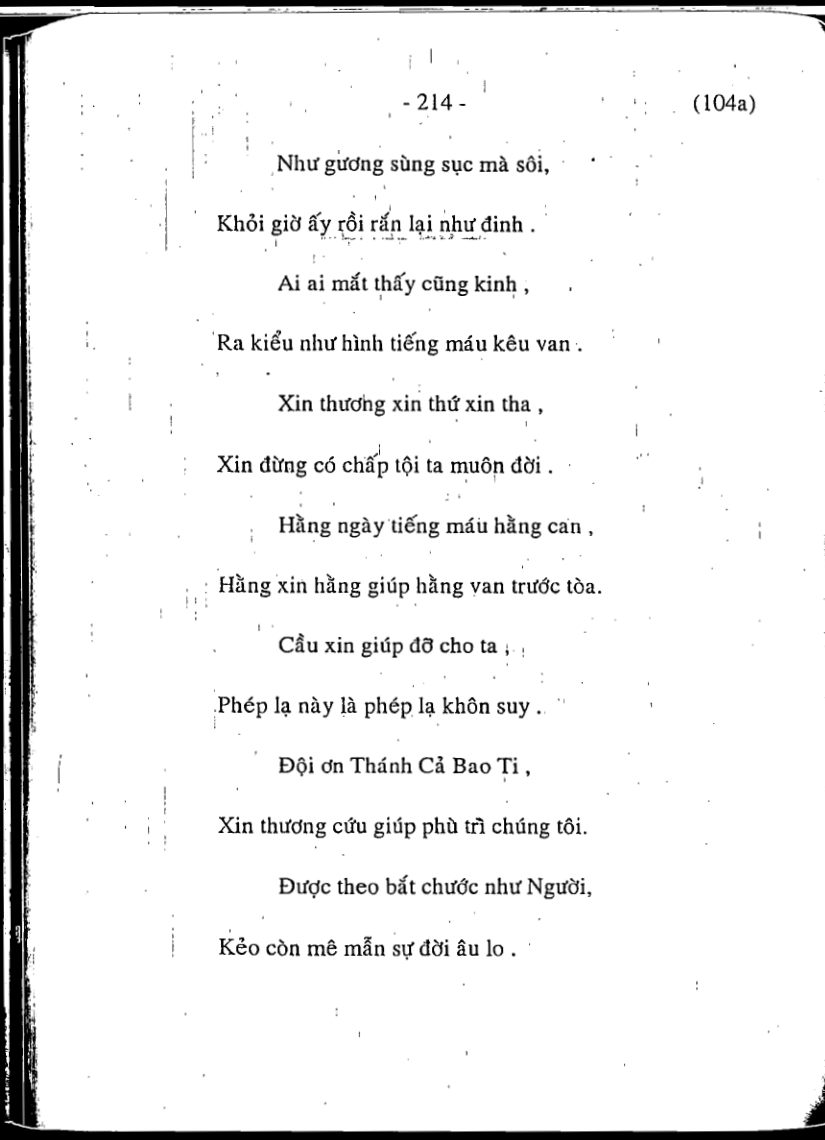 - 214 - (104a)
Như gương sùng sục mà sôi,
Khỏi giờ ấy rồi rắn lại như đinh .
Ai ai mắt thấy cũng kinh ,
Ra kiểu như hình tiếng máu kêu van .
Xin thương xin thứ xin tha ,
Xin đừng có chấp tội ta muôn đời .
Hằng ngày tiếng máu hằng can ,
Hằng xin hằng giúp hằng van trước tòa.
Cầu xin giúp đỡ cho ta ,
Phép lạ này là phép lạ khôn suy .
Đội ơn Thánh Cả Bao Ti ,
Xin thương cứu giúp phù trì chúng tôi.
Được theo bắt chước như Người,
Kẻo còn mê mẫn sự đời âu lo .